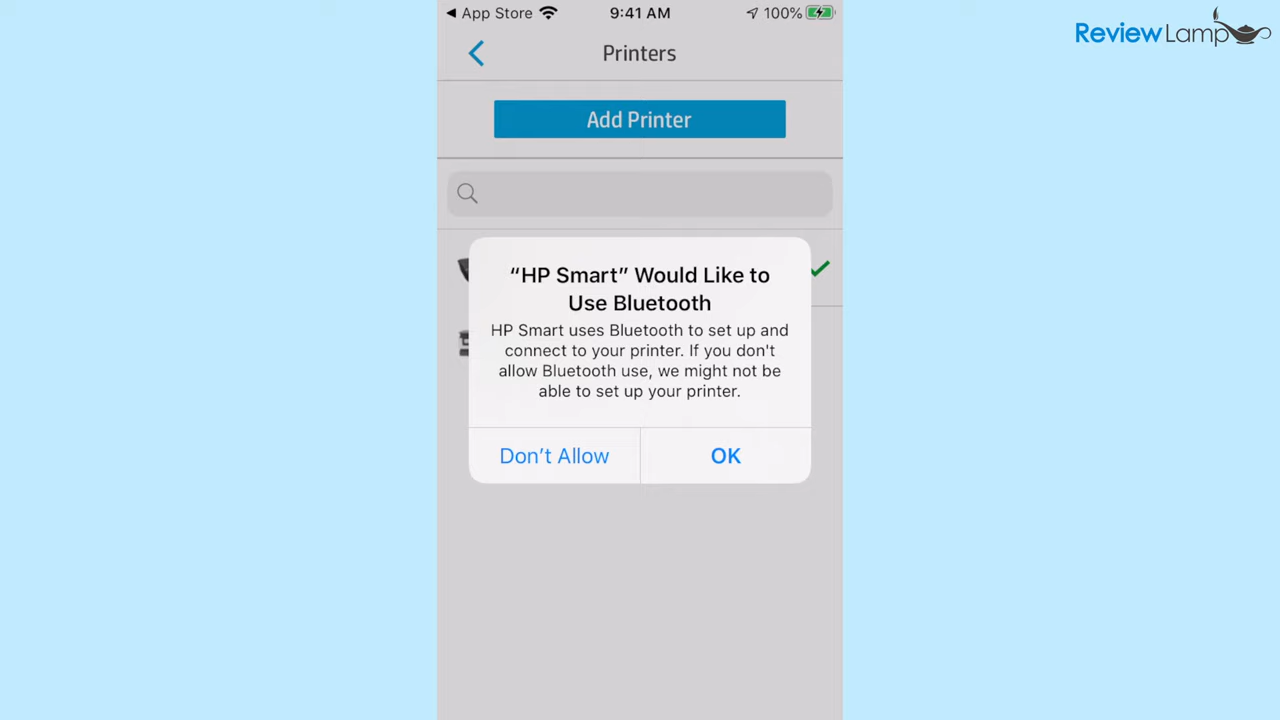 App Store
9:41 AM
100%
ReviewLamp
Printers
Add Printer
“HP Smart” Would Like to
Use Bluetooth
HP Smart uses Bluetooth to set up and
connect to your printer. If you don't
allow Bluetooth use, we might not be
able to set up your printer.
Don’t Allow
OK